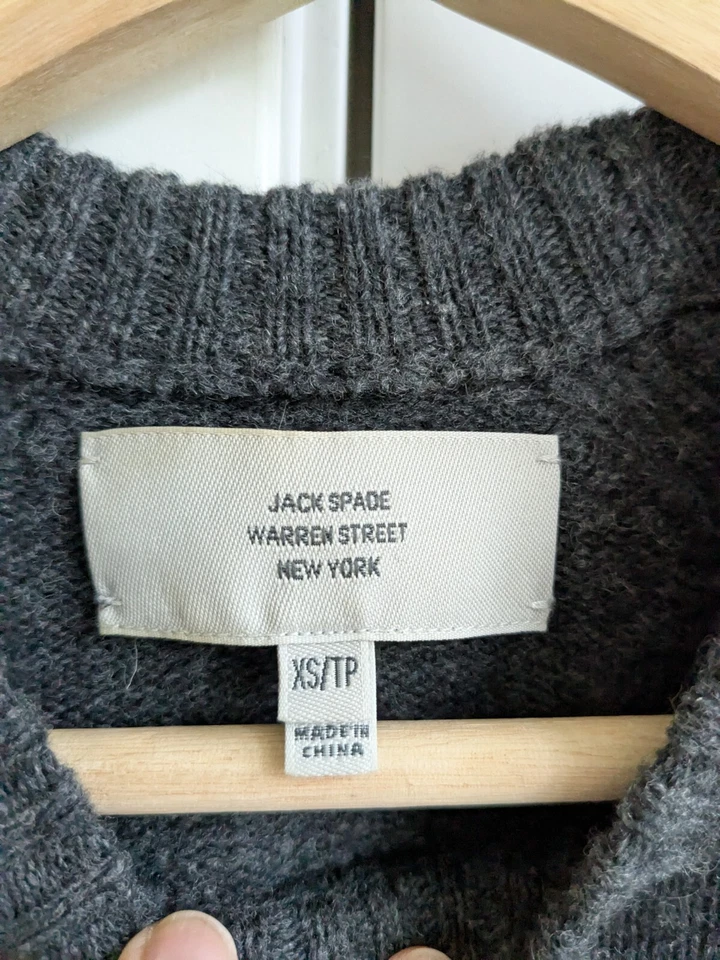 JACK SPADE
WARREN STREET
NEW YORK
XS/TP
MADE IN
CHINA